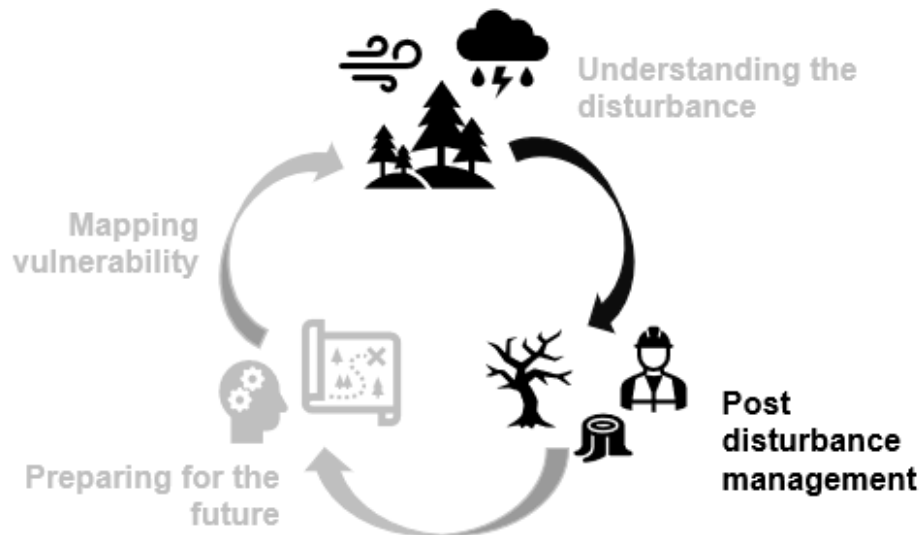 Understanding the
disturbance
Mapping
vulnerability
Post
disturbance
management
Preparing for the
future